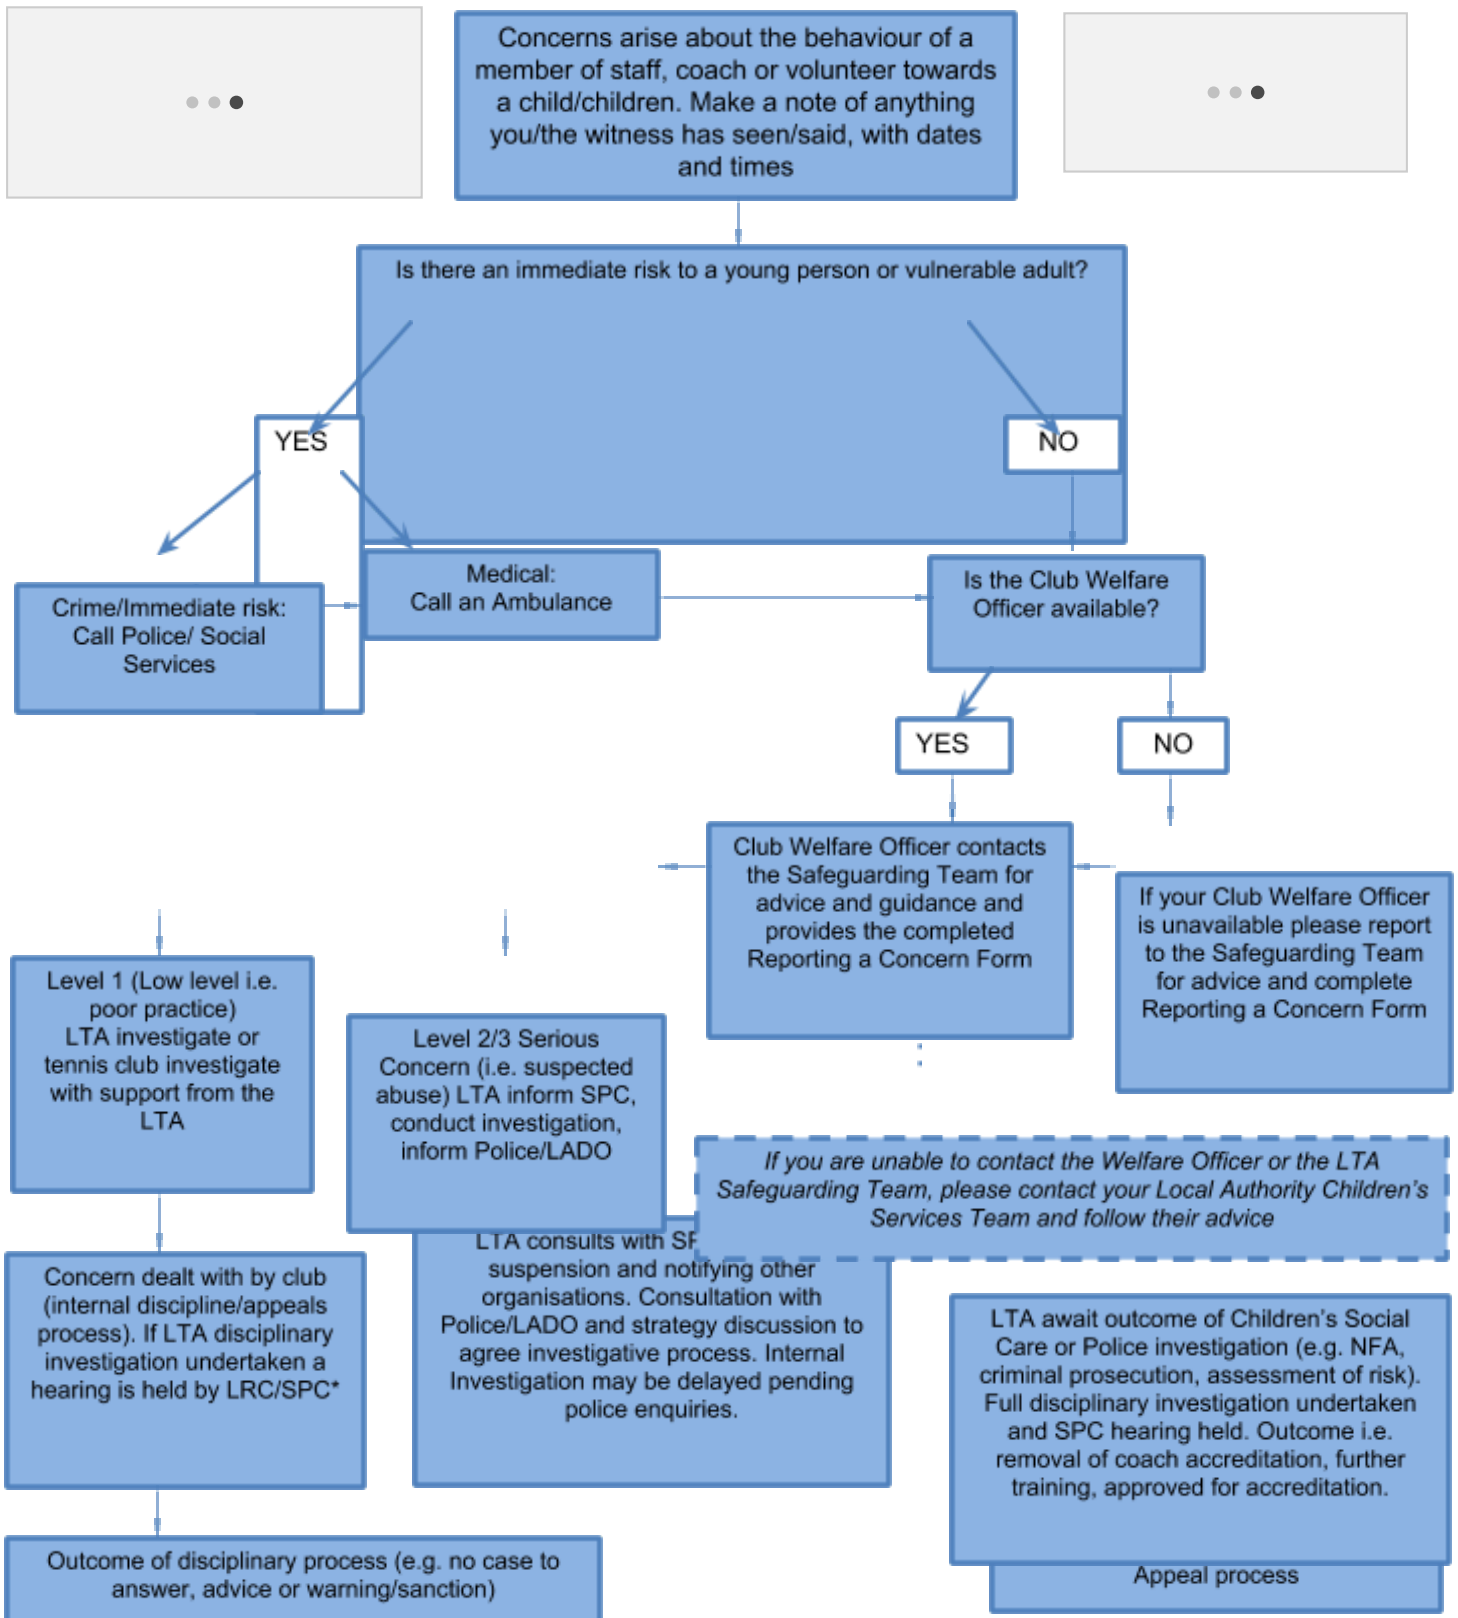 Concerns arise about the behaviour of a
member of staff, coach or volunteer towards
a child/children. Make a note of anything
you/the witness has seen/said, with dates
and times
Is there an immediate risk to a young person or vulnerable adult?
YES
NO
Crime/Immediate risk:
Call Police/ Social
Services
Medical:
Call an Ambulance
Is the Club Welfare
Officer available?
YES
NO
Club Welfare Officer contacts
the Safeguarding Team for
advice and guidance and
provides the completed
Reporting a Concern Form
If your Club Welfare Officer
is unavailable please report
to the Safeguarding Team
for advice and complete
Reporting a Concern Form
Level 1 (Low level i.e.
poor practice)
LTA investigate or
tennis club investigate
with support from the
LTA
Level 2/3 Serious
Concern (i.e. suspected
abuse) LTA inform SPC,
conduct investigation,
inform Police/LADO
If you are unable to contact the Welfare Officer or the LTA
Safeguarding Team, please contact your Local Authority Children’s
Services Team and follow their advice
Concern dealt with by club
(internal discipline/appeals
process). If LTA disciplinary
investigation undertaken a
hearing is held by LRC/SPC*
LTA consults with
suspension and notifying other
organisations. Consultation with
Police/LADO and strategy discussion to
agree investigative process. Internal
Investigation may be delayed pending
police enquiries.
LTA await outcome of Children’s Social
Care or Police investigation (e.g. NFA,
criminal prosecution, assessment of risk).
Full disciplinary investigation undertaken
and SPC hearing held. Outcome i.e.
removal of coach accreditation, further
training, approved for accreditation.
Outcome of disciplinary process (e.g. no case to
answer, advice or warning/sanction)
Appeal process